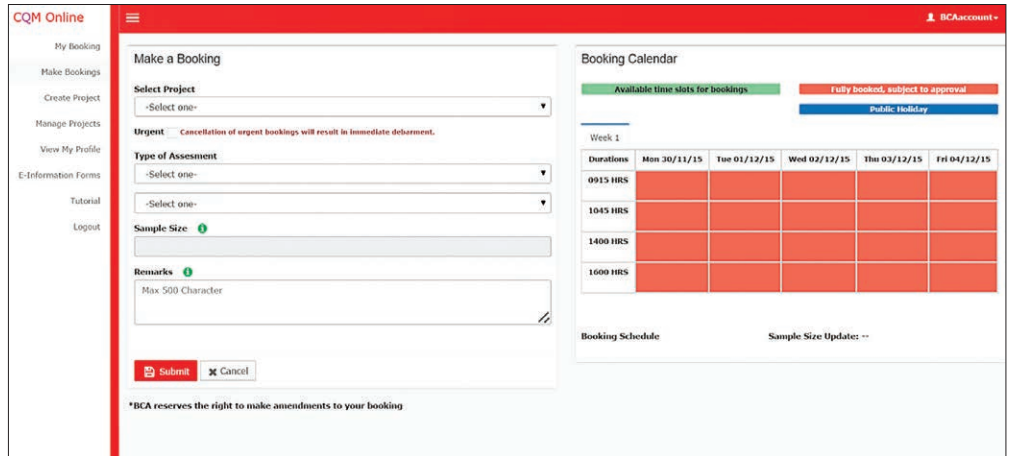 CQM Online
BCAaccount
My Booking
Make Bookings
Create Project
Manage Projects
View My Profile
E-Information Forms
Tutorial
Logout
Make a Booking
Select Project
-Select one-
Urgent Cancellation of urgent bookings will result in immediate debarment.
Type of Assesment
-Select one-
-Select one-
Sample Size
Remarks
Max 500 Character
Submit Cancel
*BCA reserves the right to make amendments to your booking
Booking Calendar
Available time slots for bookings Fully booked, subject to approval
Public Holiday
Week 1
Durations Mon 30/11/15 Tue 01/12/15 Wed 02/12/15 Thu 03/12/15 Fri 04/12/15
0915 HRS
1045 HRS
1400 HRS
1600 HRS
Booking Schedule Sample Size Update: --